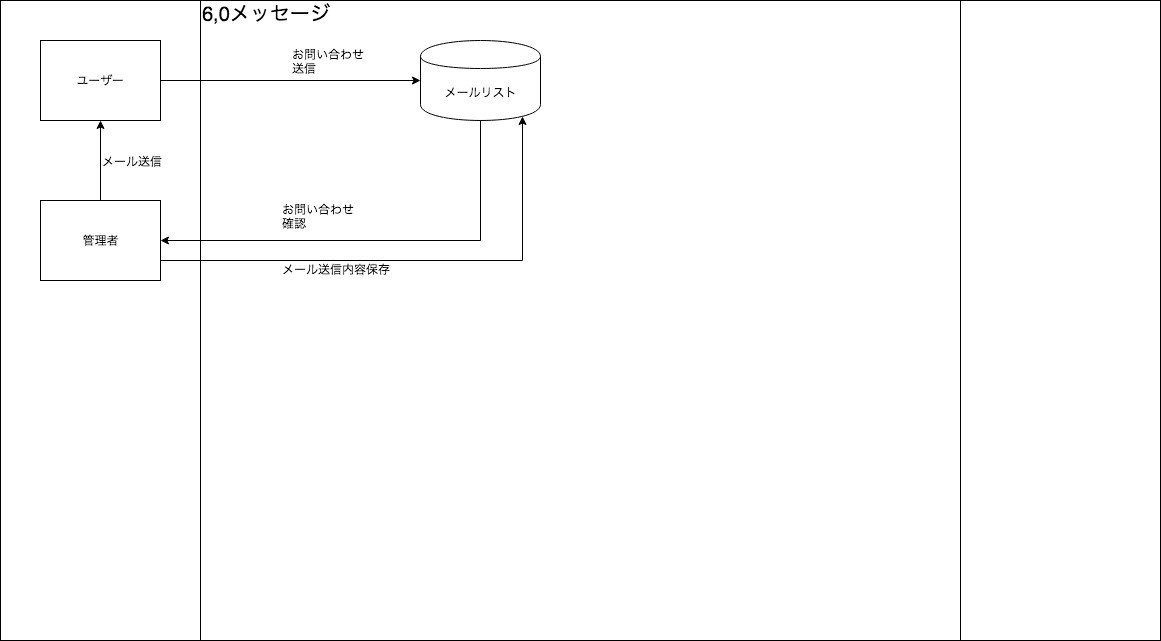 6,0メッセージ
お問い合わせ
送信
ユーザー
メールリスト
メール送信
お問い合わせ
確認
管理者
メール送信内容保存